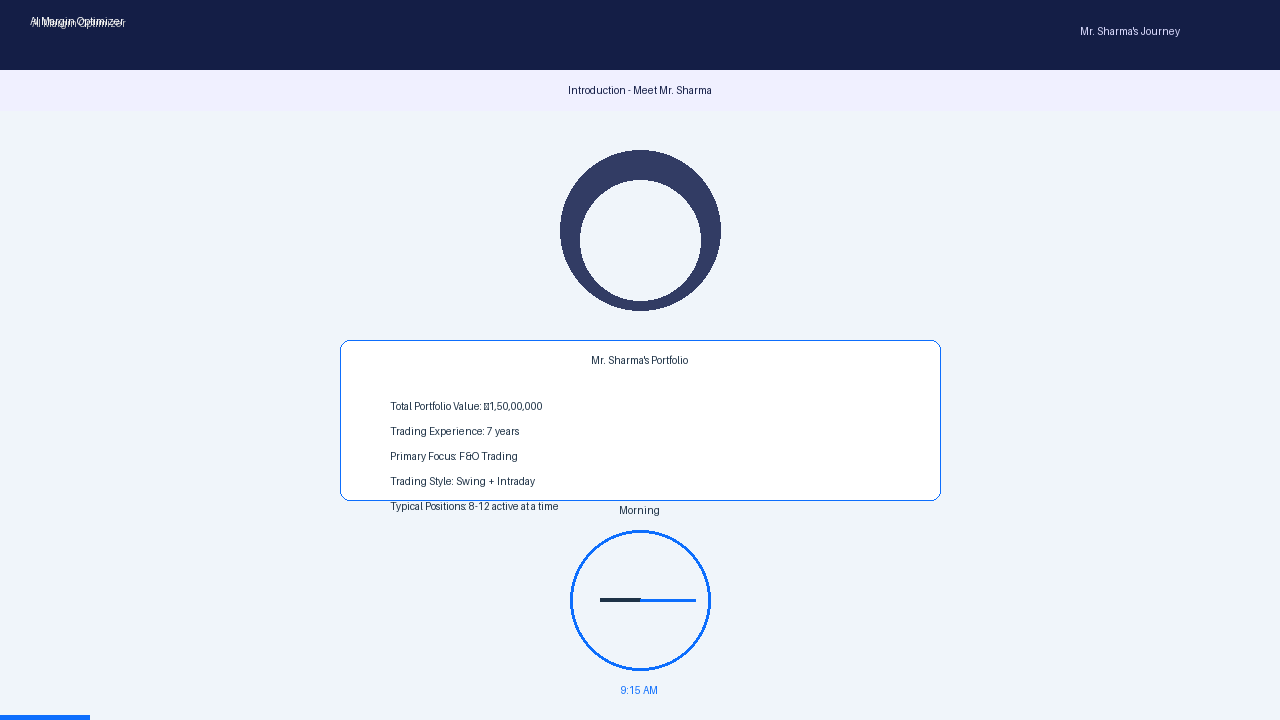 AI Margin Optimizer
Mr. Sharma's Journey
Introduction - Meet Mr. Sharma
Mr. Sharma's Portfolio
Total Portfolio Value: 1,50,00,000
Trading Experience: 7 years
Primary Focus: F&O Trading
Trading Style: Swing + Intraday
Typical Positions: 8-12 active at a time
Morning
9:15 AM